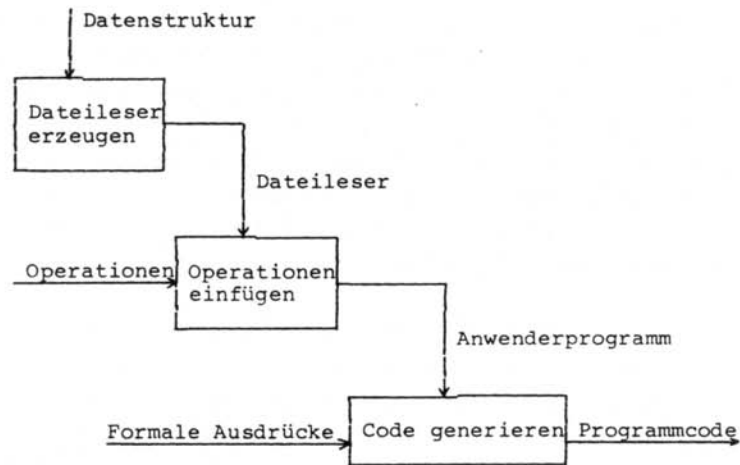 Datenstruktur
Dateileser
erzeugen
Dateileser
Operationen
Operationen
einfügen
Anwenderprogramm
Formale Ausdrücke
Code generieren
Programmcode